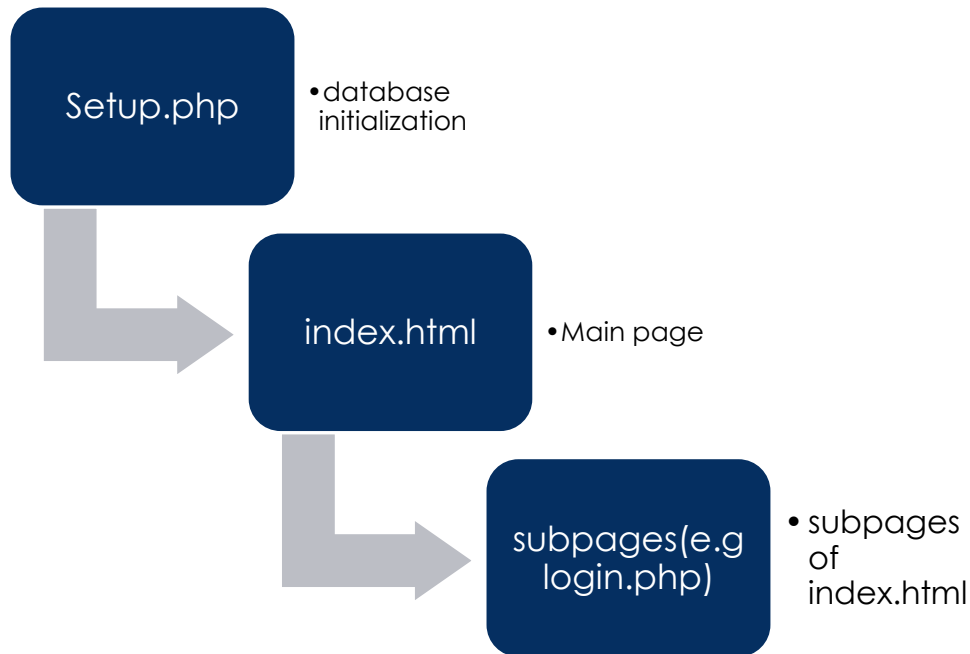 Setup.php
•database
initialization
index.html
•Main page
subpages(e.g
login.php)
•subpages
of
index.html